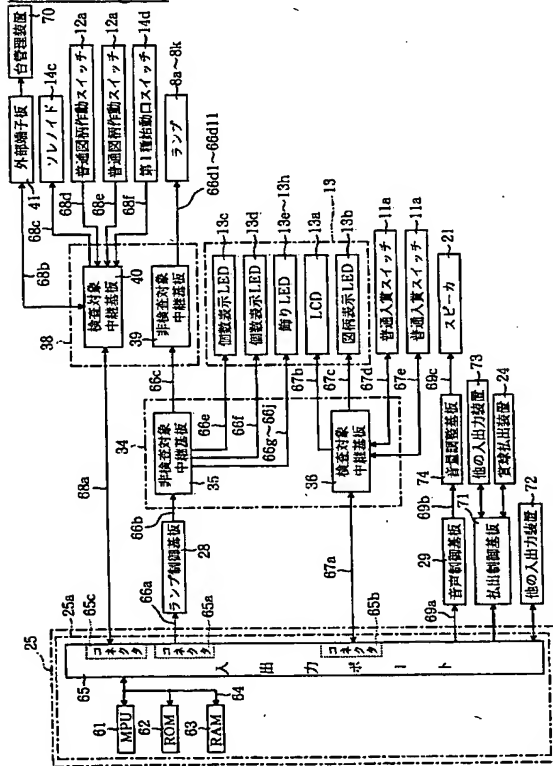 70
台管理装置
41
外部端子板
14c
ソレノイド
12a
普通図柄作動スイッチ
12a
普通図柄作動スイッチ
14d
第1種始動口スイッチ
8a~8k
ランプ
68b
68c
68d
68e
68f
66d1~66d11
38
40
検査対象
中継基板
39
非検査対象
中継基板
68a
66c
34
35
非検査対象
中継基板
36
検査対象
中継基板
66e
66f
66g~66j
67b
67c
67d
67e
13
13c
個数表示LED
13d
個数表示LED
13e~13h
飾りLED
13a
LCD
13b
図柄表示LED
11a
普通入賞スイッチ
11a
普通入賞スイッチ
21
スピーカ
66a
66b
28
ランプ制御基板
67a
69a
69b
69c
29
音声制御基板
74
音量調整基板
71
払出制御基板
73
他の入出力装置
24
賞球払出装置
72
他の入出力装置
25
25a
65
65c
コネクタ
65a
コネクタ
65b
コネクタ
入出力ポート
61
MPU
62
ROM
63
RAM
64